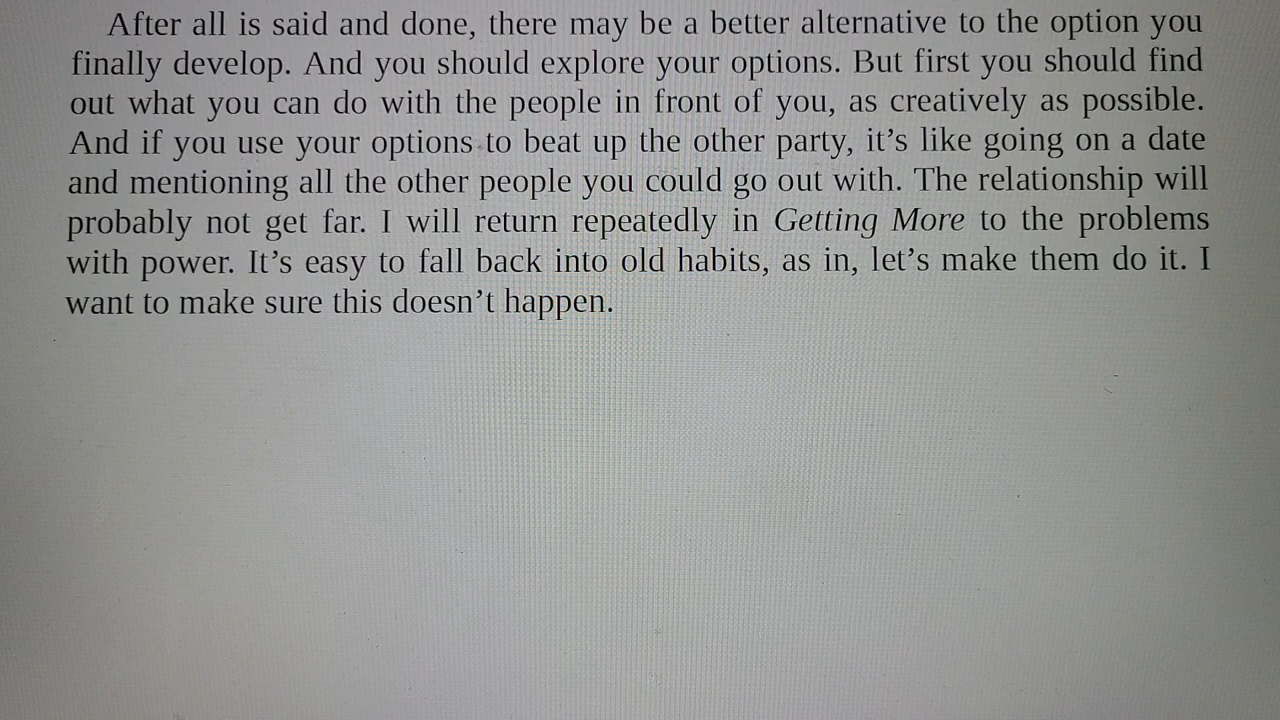 After all is said and done, there may be a better alternative to the option you
finally develop. And you should explore your options. But first you should find
out what you can do with the people in front of you, as creatively as possible.
And if you use your options to beat up the other party, it’s like going on a date
and mentioning all the other people you could go out with. The relationship will
probably not get far. I will return repeatedly in Getting More to the problems
with power. It’s easy to fall back into old habits, as in, let’s make them do it. I
want to make sure this doesn’t happen.